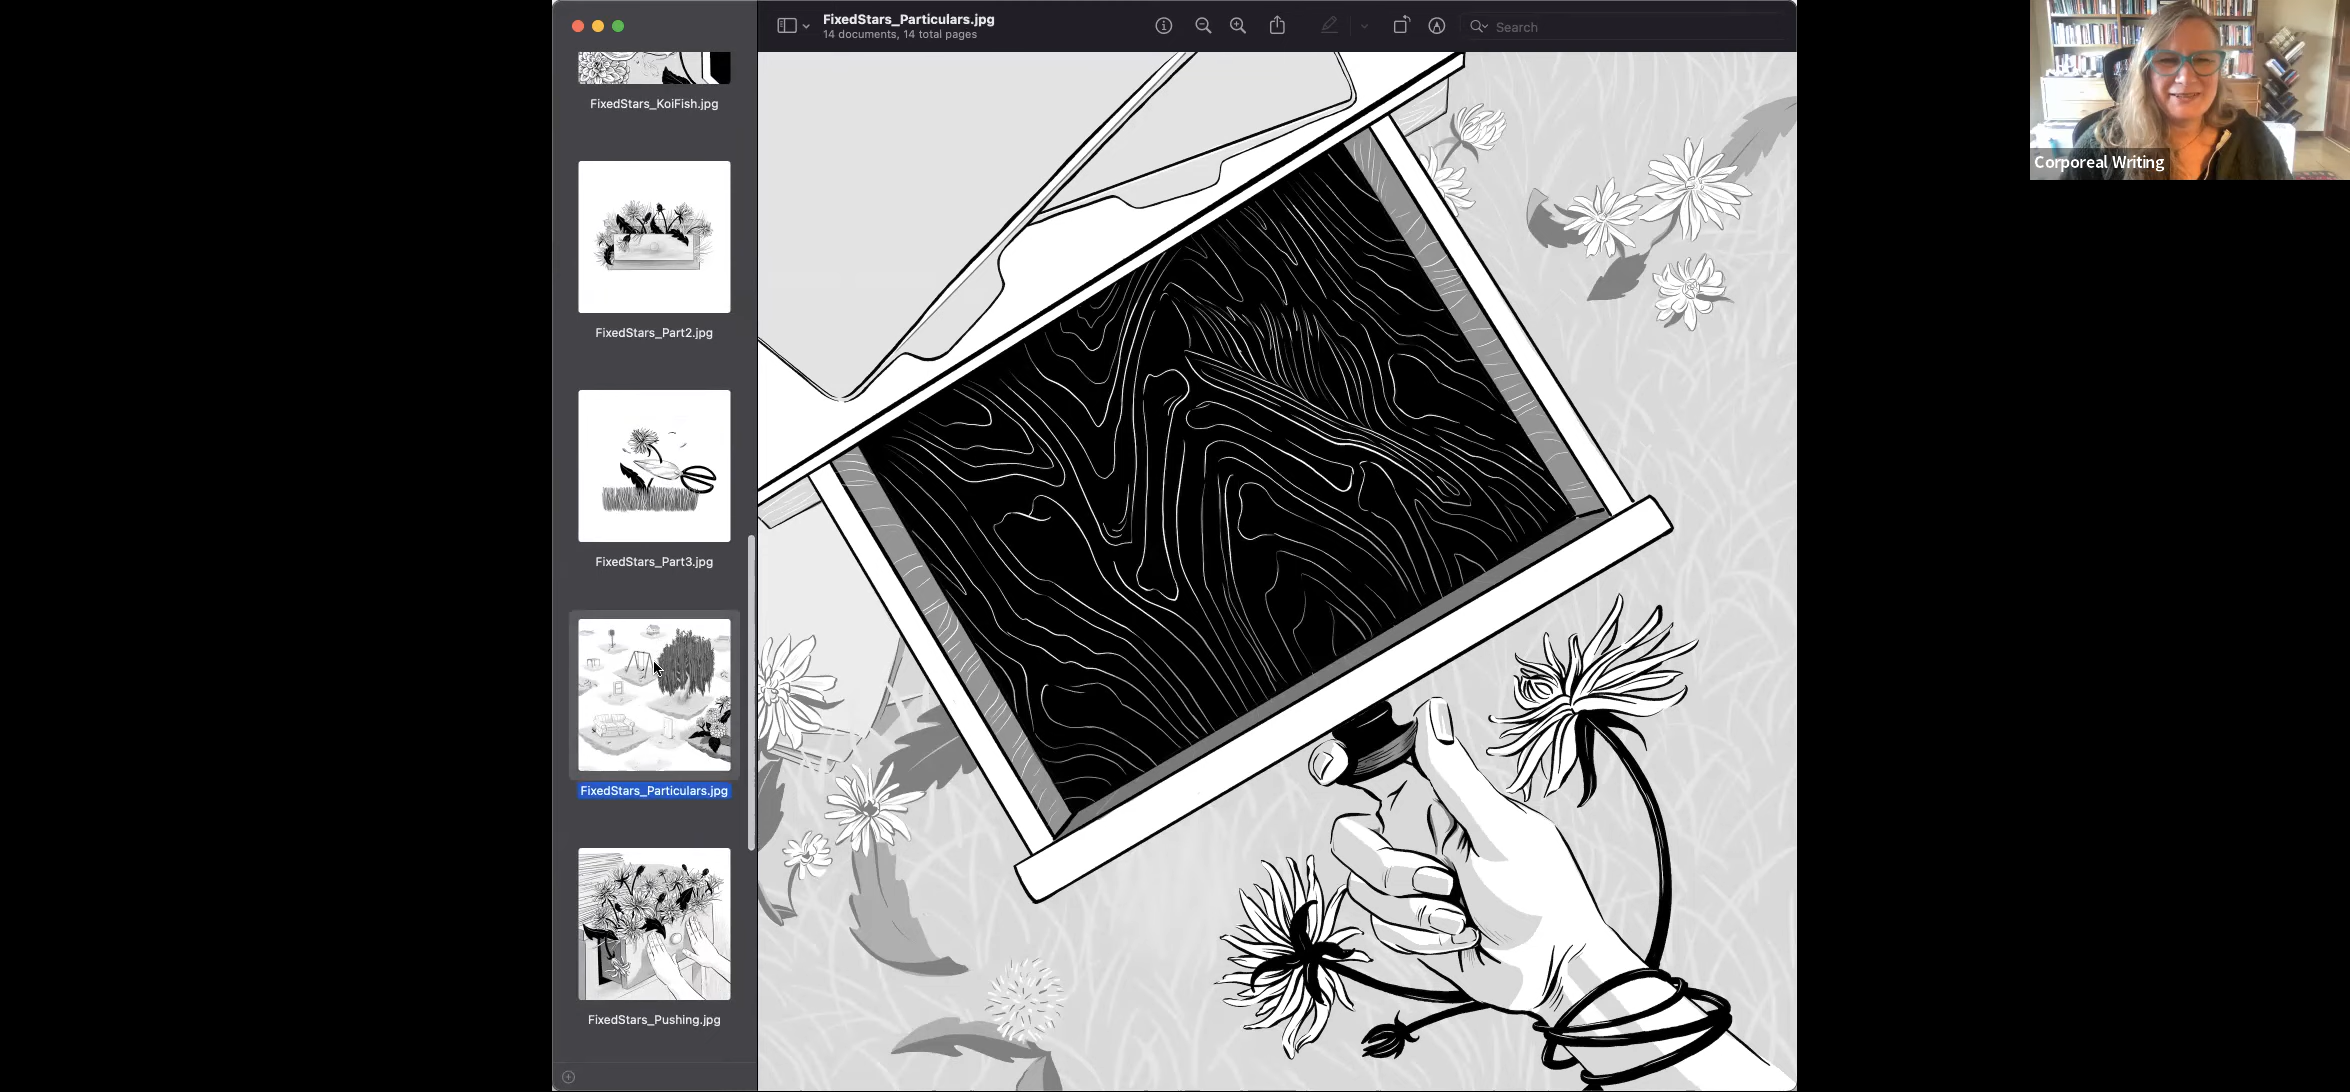 FixedStars_Particulars.jpg
14 documents, 14 total pages
Search
FixedStars_KoiFish.jpg
FixedStars_Part2.jpg
FixedStars_Part3.jpg
FixedStars_Particulars.jpg
FixedStars_Pushing.jpg
Corporeal Writing